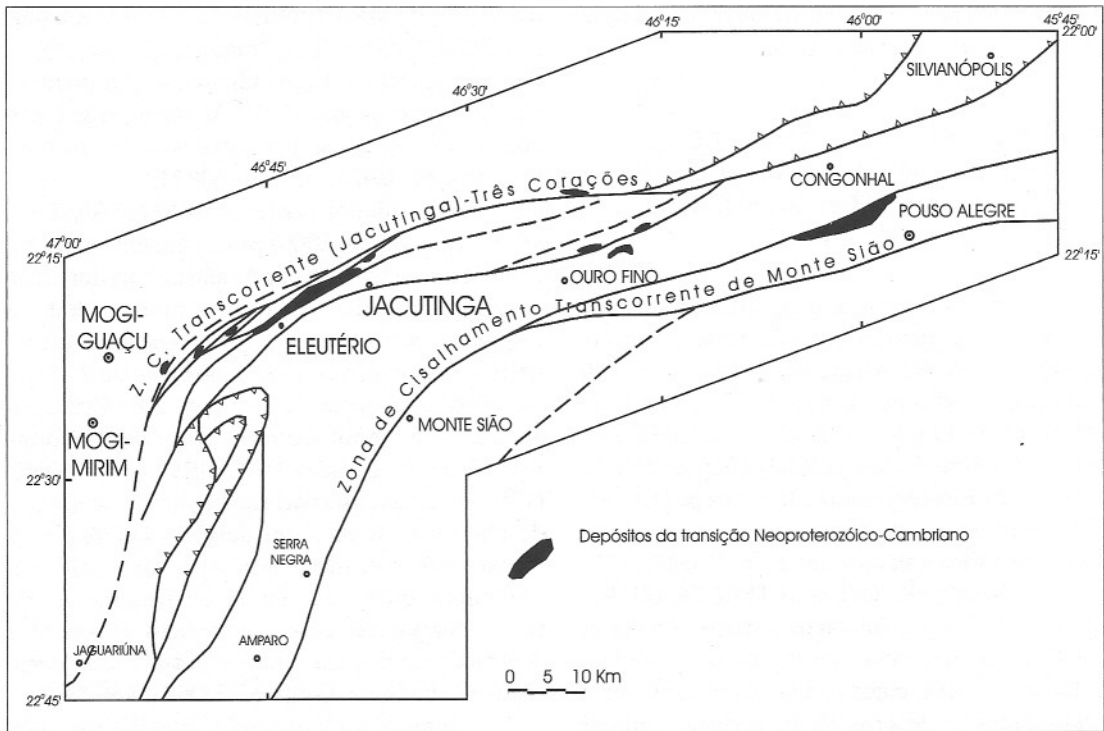 46°15'
46°00'
45°45'
22°00'
SILVIANÓPOLIS
46°30'
46°45'
CONGONHAL
POUSO ALEGRE
47°00'
22°15'
22°15'
Z. C. Transcorrente (Jacutinga)-Três Corações
OURO FINO
JACUTINGA
Zona de Cisalhamento Transcorrente de Monte Sião
MOGI-
GUAÇU
ELEUTÉRIO
MONTE SIÃO
MOGI-
MIRIM
22°30'
Depósitos da transição Neoproterozóico-Cambriano
SERRA
NEGRA
JAGUARIÚNA
AMPARO
0 5 10 Km
22°45'